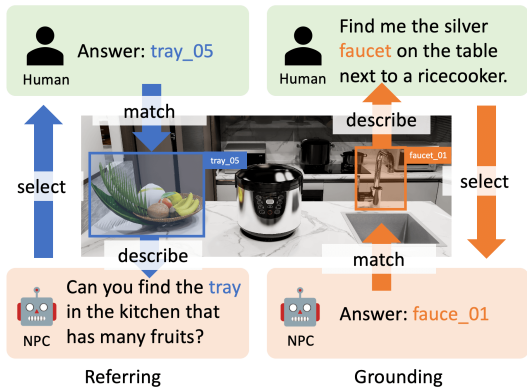 Human
Answer: tray_05
Human
Find me the silver
faucet on the table
next to a ricecooker.
match
describe
select
select
tray_05
faucet_01
describe
match
NPC
Can you find the tray
in the kitchen that
has many fruits?
NPC
Answer: fauce_01
Referring
Grounding